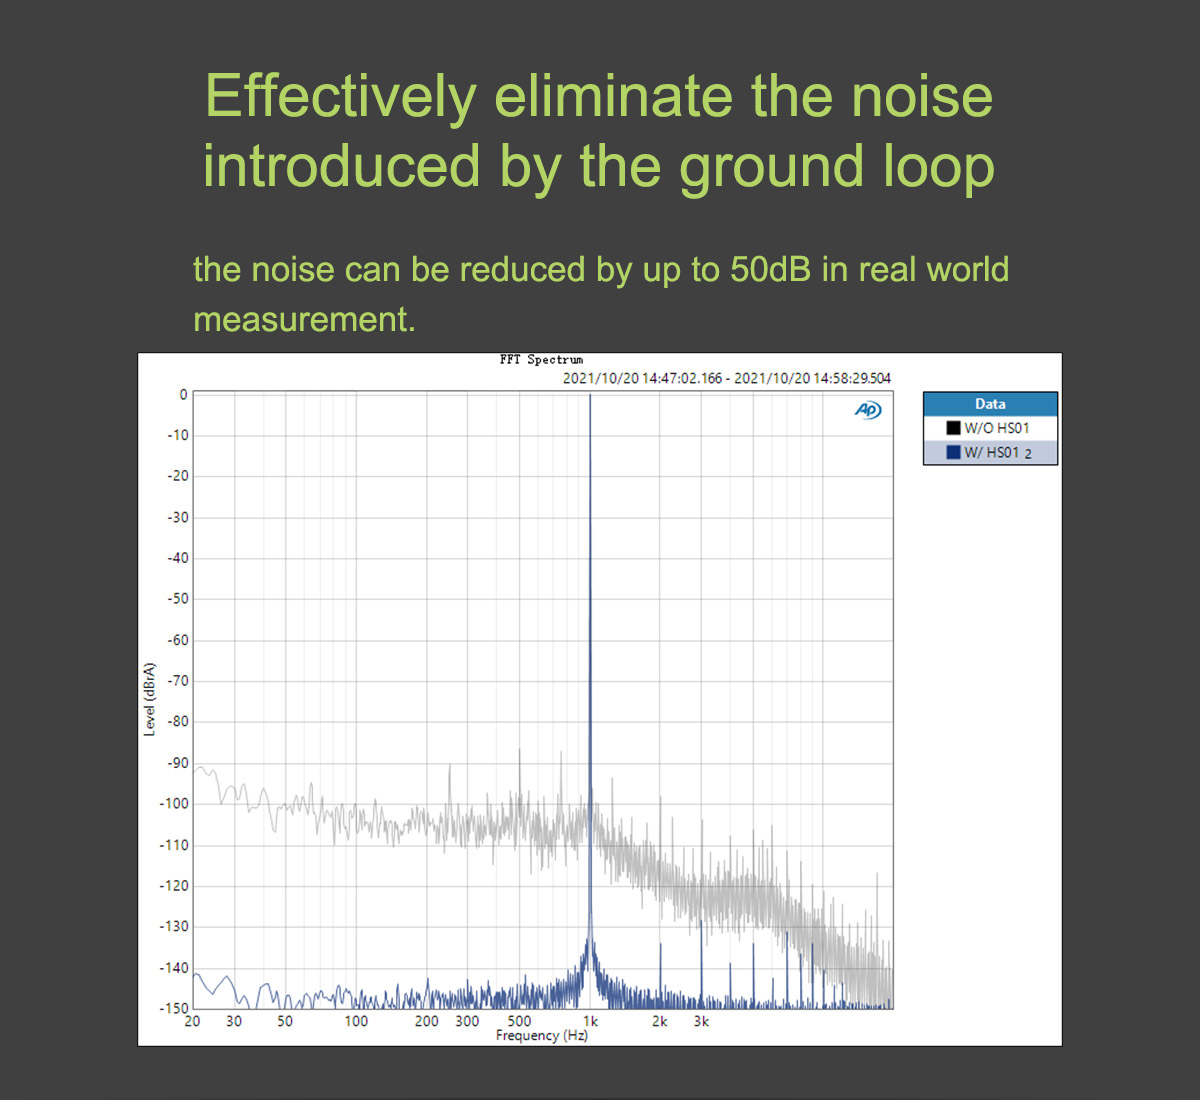 Effectively eliminate the noise
introduced by the ground loop
the noise can be reduced by up to 50dB in real world
measurement.
FFT Spectrum
2021/10/20 14:47:02.166 - 2021/10/20 14:58:29.504
AP
Data
W/O HS01
W/ HS01 2
0
-10
-20
-30
-40
-50
-60
-70
-80
-90
-100
-110
-120
-130
-140
-150
Level (dBrA)
20 30 50 100 200 300 500 1k 2k 3k
Frequency (Hz)